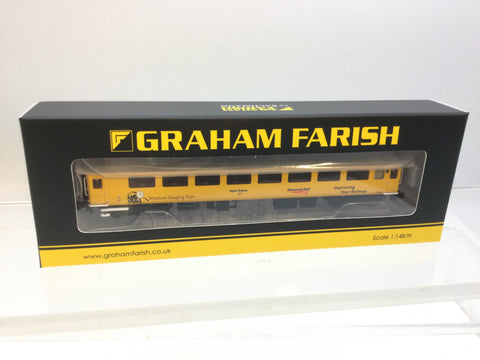 GRAHAM FARISH
Structure Gauging Train
Network Rail
Improving
Your Railway
www.grahamfarish.co.uk
Scale 1:148/N